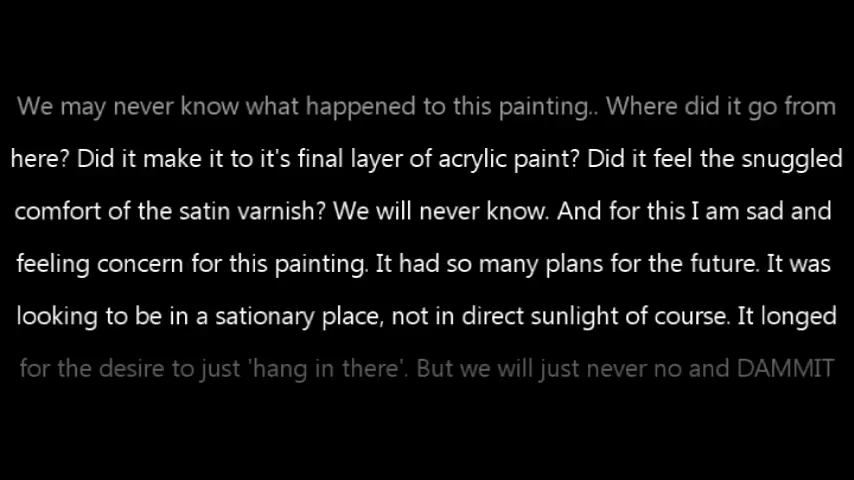 We may never know what happened to this painting.. Where did it go from
here? Did it make it to it's final layer of acrylic paint? Did it feel the snuggled
comfort of the satin varnish? We will never know. And for this I am sad and
feeling concern for this painting. It had so many plans for the future. It was
looking to be in a sationary place, not in direct sunlight of course. It longed
for the desire to just 'hang in there'. But we will just never no and DAMMIT